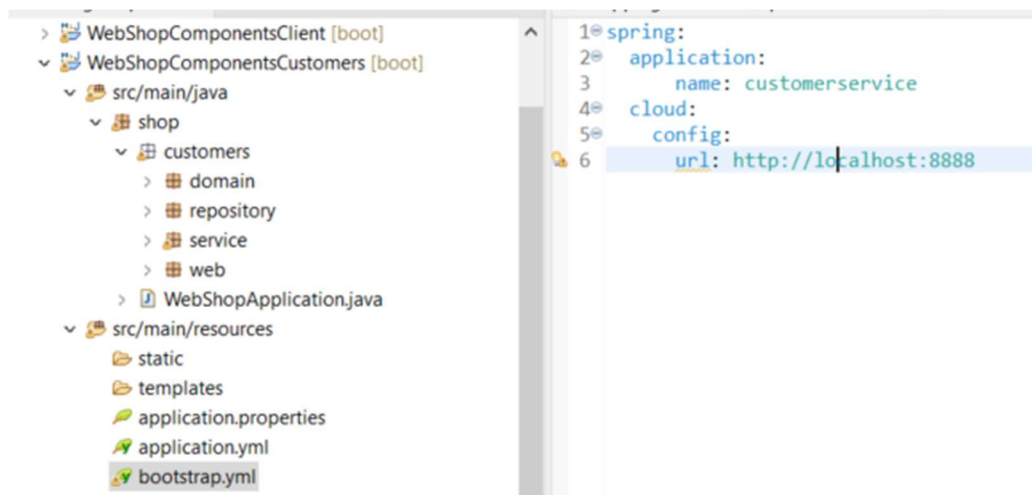 WebShopComponentsClient [boot]
WebShopComponentsCustomers [boot]
src/main/java
shop
customers
domain
repository
service
web
WebShopApplication.java
src/main/resources
static
templates
application.properties
application.yml
bootstrap.yml
1 spring:
2 application:
3 name: customerservice
4 cloud:
5 config:
6 url: http://localhost:8888